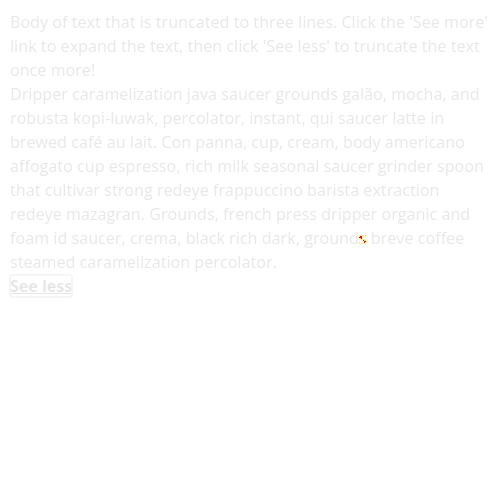 Body of text that is truncated to three lines. Click the 'See more'
link to expand the text, then click 'See less' to truncate the text
once more!
Dripper caramelization java saucer grounds galão, mocha, and
robusta kopi-luwak, percolator, instant, qui saucer latte in
brewed café au lait. Con panna, cup, cream, body americano
affogato cup espresso, rich milk seasonal saucer grinder spoon
that cultivar strong redeye frappuccino barista extraction
redeye mazagran. Grounds, french press dripper organic and
foam id saucer, crema, black rich dark, grounds breve coffee
steamed caramelization percolator.
See less